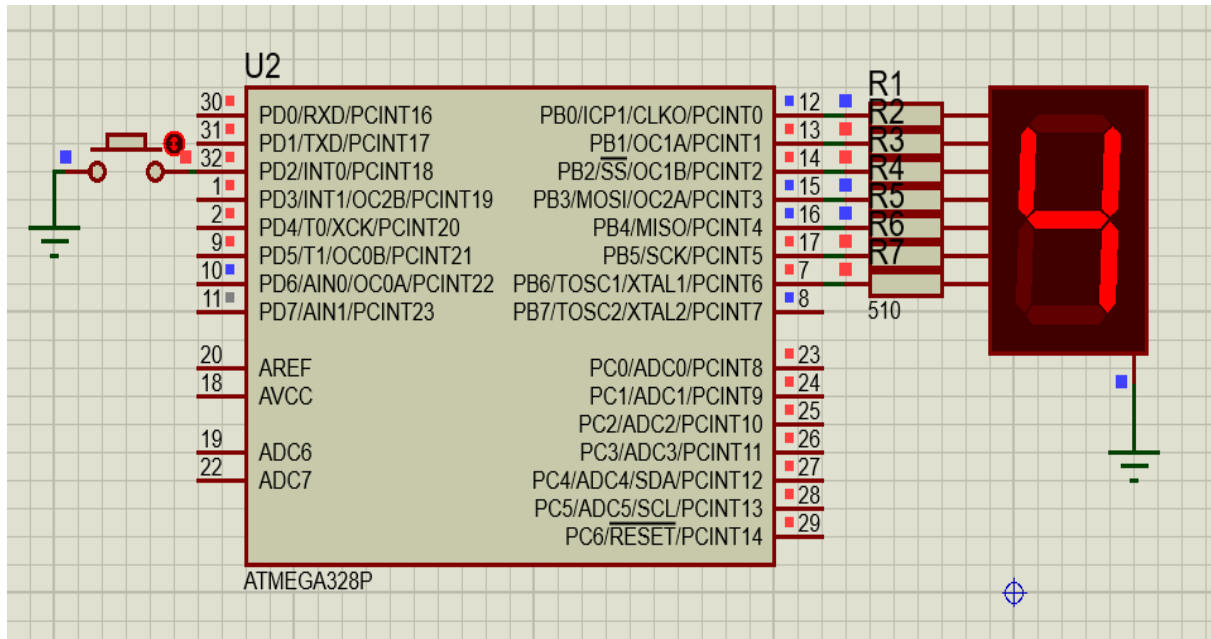 U2
30 PD0/RXD/PCINT16
31 PD1/TXD/PCINT17
32 PD2/INT0/PCINT18
1 PD3/INT1/OC2B/PCINT19
2 PD4/T0/XCK/PCINT20
9 PD5/T1/OC0B/PCINT21
10 PD6/AIN0/OC0A/PCINT22
11 PD7/AIN1/PCINT23
20 AREF
18 AVCC
19 ADC6
22 ADC7
PB0/ICP1/CLKO/PCINT0 12
PB1/OC1A/PCINT1 13
PB2/SS/OC1B/PCINT2 14
PB3/MOSI/OC2A/PCINT3 15
PB4/MISO/PCINT4 16
PB5/SCK/PCINT5 17
PB6/TOSC1/XTAL1/PCINT6 7
PB7/TOSC2/XTAL2/PCINT7 8
PC0/ADC0/PCINT8 23
PC1/ADC1/PCINT9 24
PC2/ADC2/PCINT10 25
PC3/ADC3/PCINT11 26
PC4/ADC4/SDA/PCINT12 27
PC5/ADC5/SCL/PCINT13 28
PC6/RESET/PCINT14 29
ATMEGA328P
R1
R2
R3
R4
R5
R6
R7
510
4